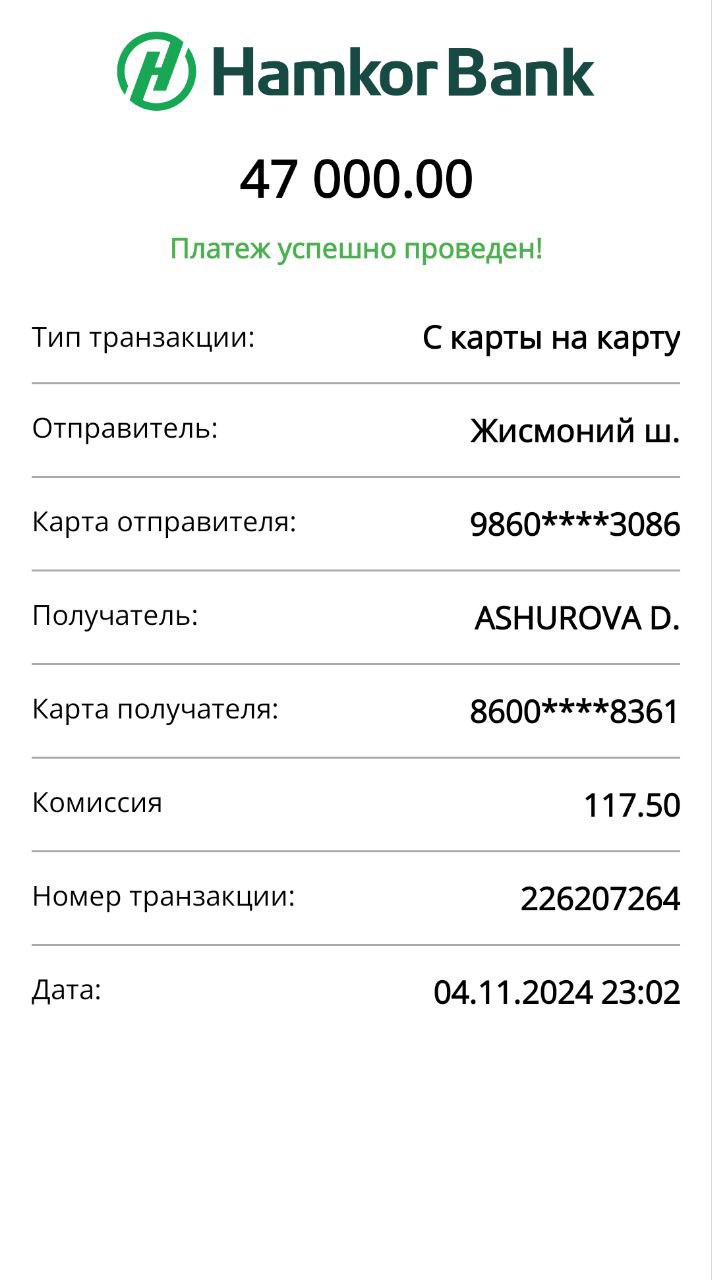 Hamkor Bank
47 000.00
Платеж успешно проведен!
Тип транзакции: С карты на карту
Отправитель: Жисмоний ш.
Карта отправителя: 9860****3086
Получатель: ASHUROVA D.
Карта получателя: 8600****8361
Комиссия 117.50
Номер транзакции: 226207264
Дата: 04.11.2024 23:02